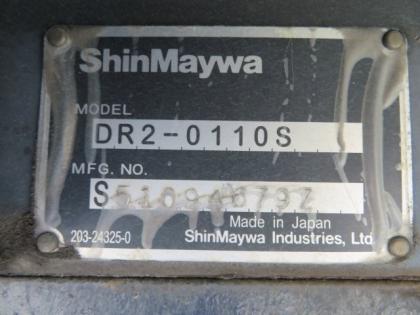 ShinMaywa
MODEL
DR2-0110S
MFG. NO.
Made in Japan
203-24325-0
ShinMaywa Industries, Ltd